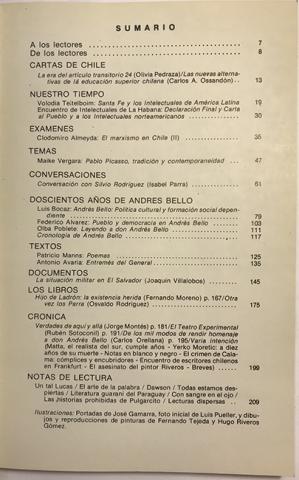 SUMARIO
A los lectores 7
De los lectores 8
CARTAS DE CHILE
La era del artículo transitorio 24 (Olivia Pedraza)/Las nuevas alterna-
tivas de lá educación superior chilena (Carlos A. Ossandón) 13
NUESTRO TIEMPO
Volodia Teitelboim: Santa Fe y los Intelectuales de América Latina 19
Encuentro de Intelectuales de La Habana: Declaración Final y Carta
al Pueblo y a los Intelectuales norteamericanos 30
EXAMENES
Clodomiro Almeyda: El marxismo en Chile (II) 35
TEMAS
Maike Vergara: Pablo Picasso, tradición y contemporaneidad 47
CONVERSACIONES
Conversación con Silvio Rodríguez (Isabel Parra) 61
DOSCIENTOS AÑOS DE ANDRES BELLO
Luis Bocaz: Andrés Bello: Política cultural y formación social depen-
diente 79
Federico Alvarez: Pueblo y democracia en Andrés Bello 103
Olba Poblete: Leyendo a don Andrés Bello 111
Cronología de Andrés Bello 117
TEXTOS
Patricio Manns: Poemas 125
Antonio Avaria: Entremés del General 135
DOCUMENTOS
La situación militar en El Salvador (Joaquín Villalobos) 145
LOS LIBROS
Hijo de Ladrón: la existencia herida (Fernando Moreno) p. 167/Otra
vez los Parra (Osvaldo Rodríguez) 175
CRONICA
Verdades de aquí y allá (Jorge Montés) p. 181/El Teatro Experimental
(Rubén Sotoconil) p. 191/De los mil modos de rendir homenaje
a don Andrés Bello (Carlos Orellana) p. 195/Varia intención
(Matta, el realista del sur, cumple años - Yerko Moretic: a diez
años de su muerte - Notas en blanco y negro - El crimen de Cala-
ma: cómplices y encubridores - Encuentro de escritores chilenos
en Frankfurt - El asesinato del pintor Riveros - Breves) 199
NOTAS DE LECTURA
Un tal Lucas / El arte de la palabra / Dawson / Todas estamos des-
piertas / Literatura guaraní del Paraguay / Con sangre en el ojo /
Las historias prohibidas de Pulgarcito / Lecturas dispersas 209
Ilustraciones: Portadas de José Gamarra, foto inicial de Luis Pueller, y dibu-
jos y reproducciones de pinturas de Fernando Tejeda y Hugo Riveros
Gómez.